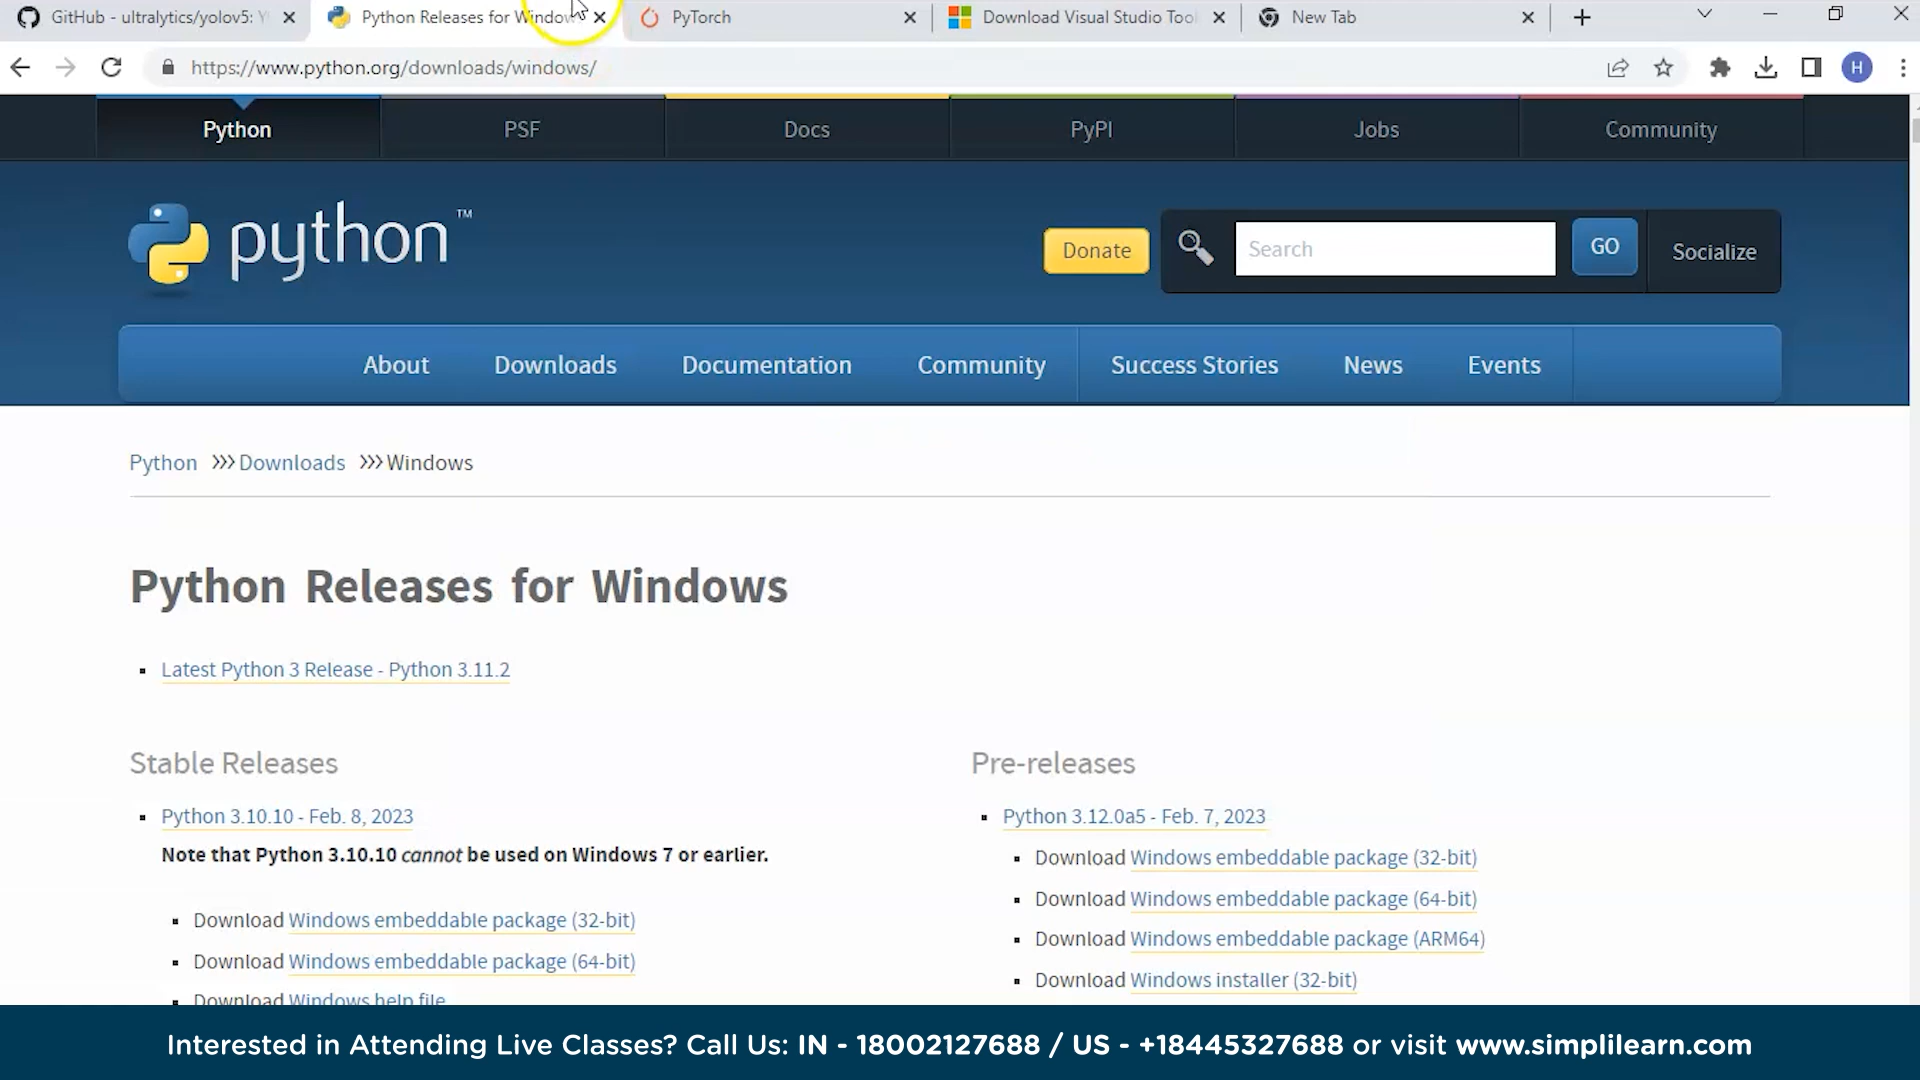 GitHub - ultralytics/yolov5: Y
Python Releases for Window
PyTorch
Download Visual Studio Tool
New Tab
https://www.python.org/downloads/windows/
H
Python
PSF
Docs
PyPI
Jobs
Community
python™
Donate
Search
GO
Socialize
About
Downloads
Documentation
Community
Success Stories
News
Events
Python >>> Downloads >>> Windows
Python Releases for Windows
Latest Python 3 Release - Python 3.11.2
Stable Releases
Python 3.10.10 - Feb. 8, 2023
Note that Python 3.10.10 cannot be used on Windows 7 or earlier.
Download Windows embeddable package (32-bit)
Download Windows embeddable package (64-bit)
Download Windows help file
Pre-releases
Python 3.12.0a5 - Feb. 7, 2023
Download Windows embeddable package (32-bit)
Download Windows embeddable package (64-bit)
Download Windows embeddable package (ARM64)
Download Windows installer (32-bit)
Interested in Attending Live Classes? Call Us: IN - 18002127688 / US - +18445327688 or visit www.simplilearn.com